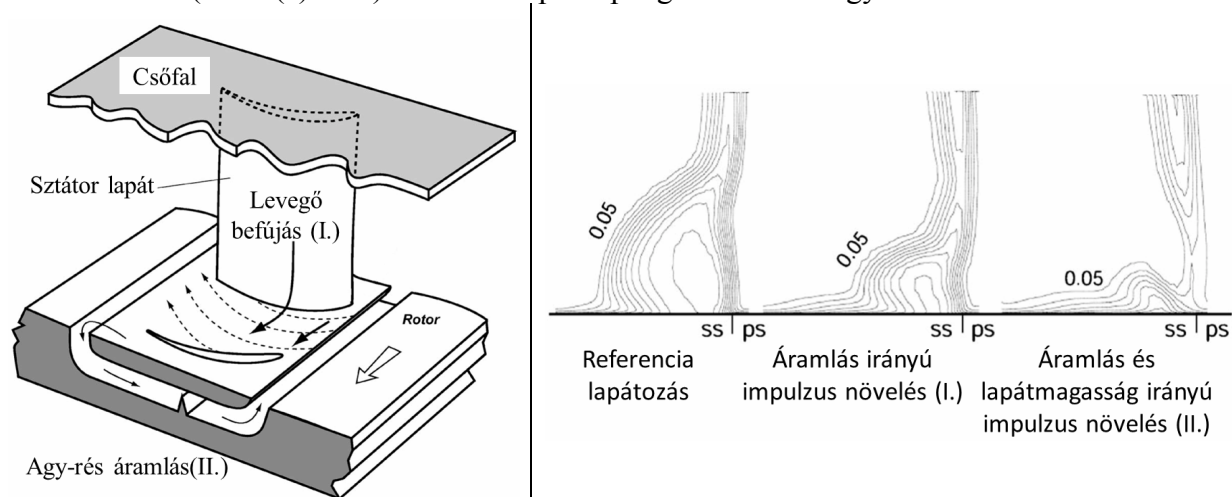 Csőfal
Sztátor lapát
Levegő
befújás (I.)
Rotor
Agy-rés áramlás(II.)
0.05
0.05
0.05
ss ps
ss ps
ss ps
Referencia
lapátozás
Áramlás irányú
impulzus növelés (I.)
Áramlás és
lapátmagasság irányú
impulzus növelés (II.)